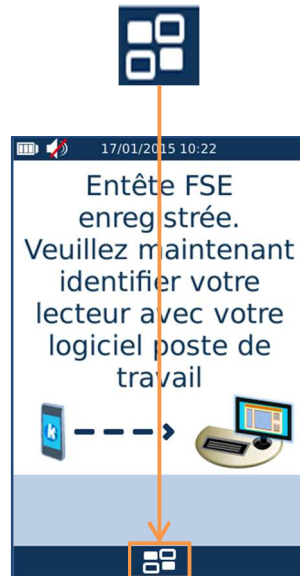 17/01/2015 10:22
Entête FSE
enregistrée.
Veuillez maintenant
identifier votre
lecteur avec votre
logiciel poste de
travail